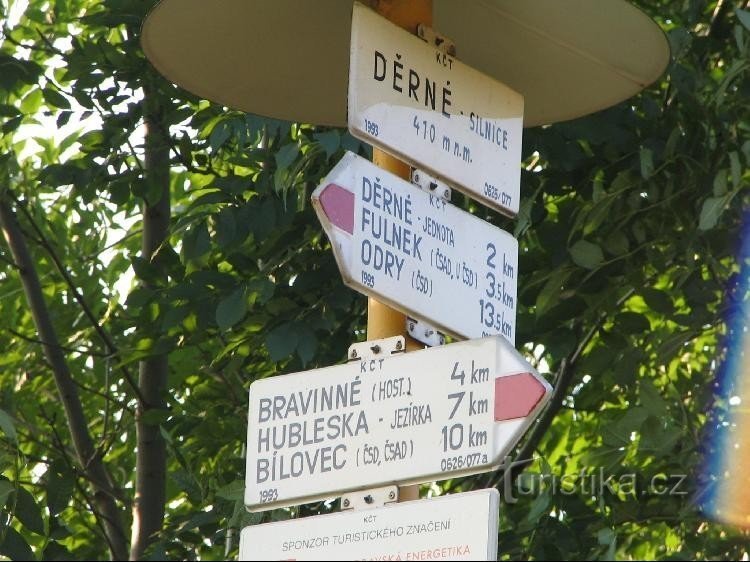 KČT
DĚRNÉ - SILNICE
410 m n.m.
1993 0626/077
KČT
DĚRNÉ - JEDNOTA 2 km
FULNEK (ČSAD, U ČSD) 3,5 km
ODRY (ČSD) 13,5 km
1993
KČT
BRAVINNÉ (HOST.) 4 km
HUBLESKA - JEZÍRKA 7 km
BÍLOVEC (ČSD, ČSAD) 10 km
1993 0626/077a
KČT
SPONZOR TURISTICKÉHO ZNAČENÍ
ENERGETIKA
turistika.cz